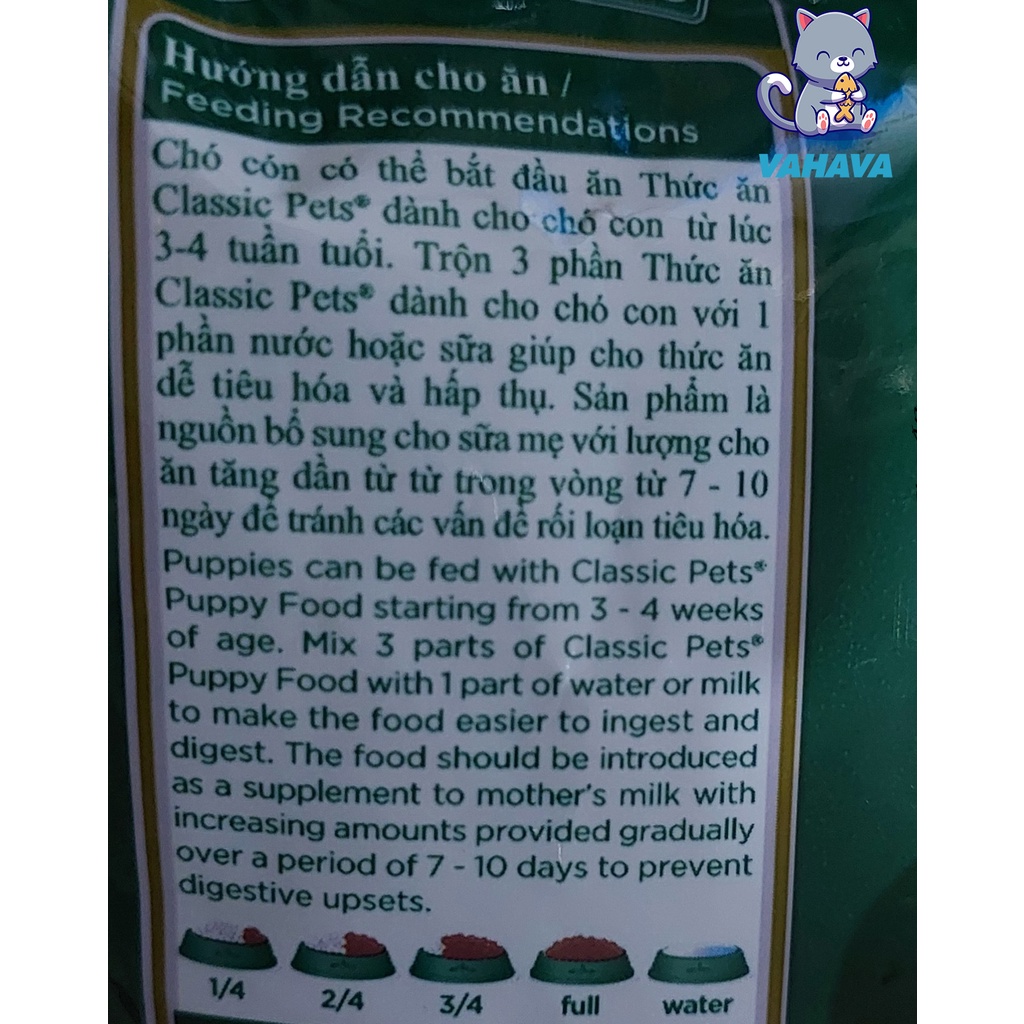 Hướng dẫn cho ăn /
Feeding Recommendations
VAHAVA
Chó cón có thể bắt đầu ăn Thức ăn
Classic Pets® dành cho chó con từ lúc
3-4 tuần tuổi. Trộn 3 phần Thức ăn
Classic Pets® dành cho chó con với 1
phần nước hoặc sữa giúp cho thức ăn
dễ tiêu hóa và hấp thụ. Sản phẩm là
nguồn bổ sung cho sữa mẹ với lượng cho
ăn tăng dần từ từ trong vòng từ 7 - 10
ngày để tránh các vấn đề rối loạn tiêu hóa.
Puppies can be fed with Classic Pets®
Puppy Food starting from 3 - 4 weeks
of age. Mix 3 parts of Classic Pets®
Puppy Food with 1 part of water or milk
to make the food easier to ingest and
digest. The food should be introduced
as a supplement to mother's milk with
increasing amounts provided gradually
over a period of 7 - 10 days to prevent
digestive upsets.
1/4 2/4 3/4 full water